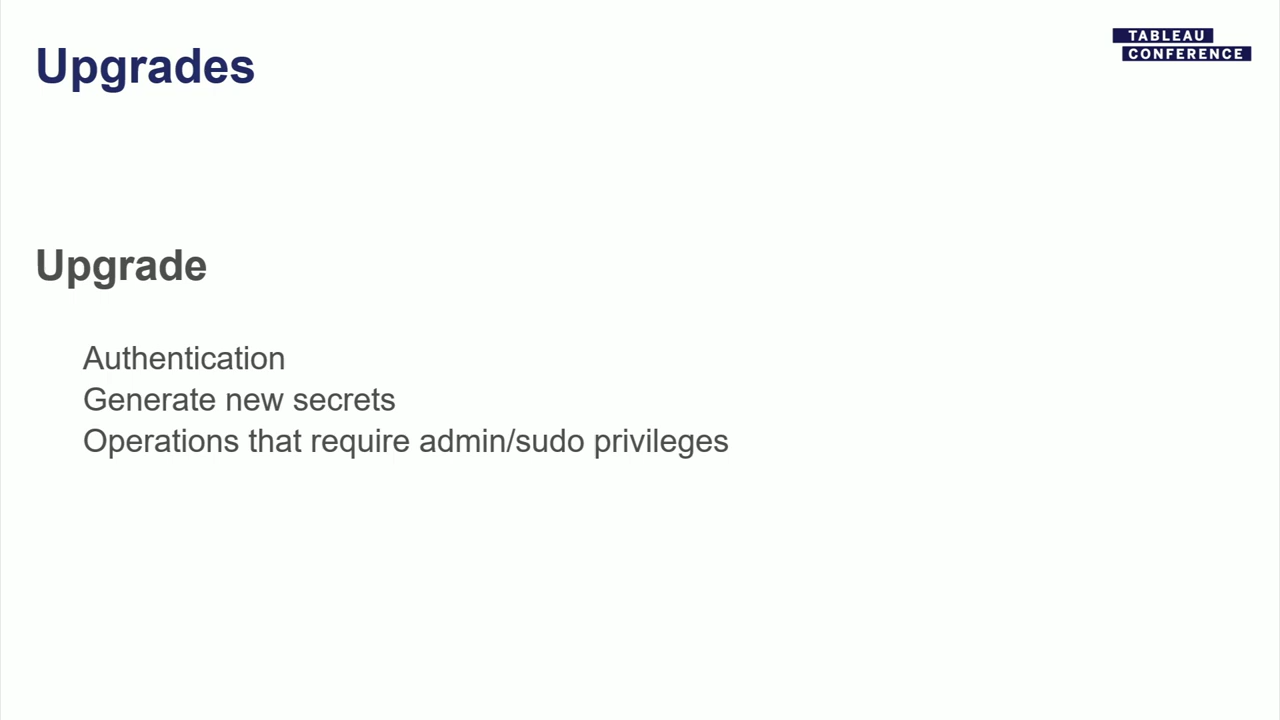 Upgrades
TABLEAU
CONFERENCE
Upgrade
Authentication
Generate new secrets
Operations that require admin/sudo privileges